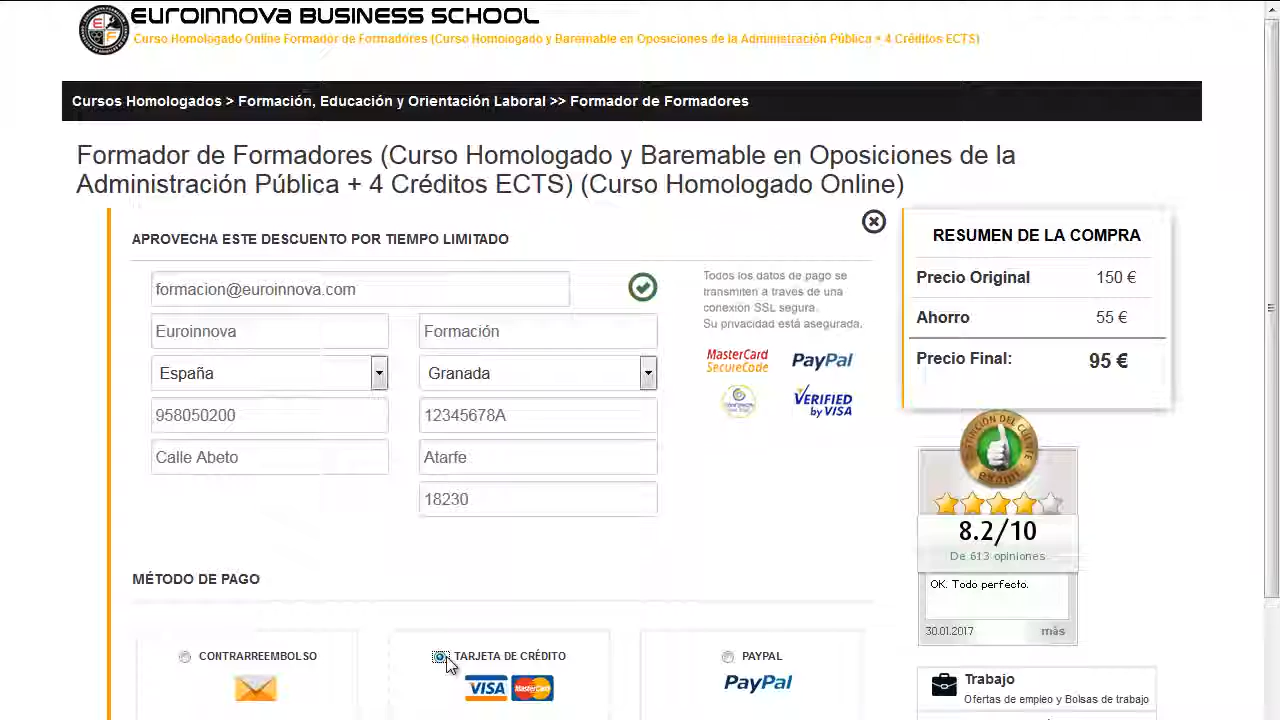 EUROINNOVA BUSINESS SCHOOL
Curso Homologado Online Formador de Formadores (Curso Homologado y Baremable en Oposiciones de la Administración Pública + 4 Créditos ECTS)
Cursos Homologados > Formación, Educación y Orientación Laboral >> Formador de Formadores
Formador de Formadores (Curso Homologado y Baremable en Oposiciones de la
Administración Pública + 4 Créditos ECTS) (Curso Homologado Online)
APROVECHA ESTE DESCUENTO POR TIEMPO LIMITADO
formacion@euroinnova.com
Euroinnova
Formación
España
Granada
958050200
12345678A
Calle Abeto
Atarfe
18230
Todos los datos de pago se
transmiten a través de una
conexión SSL segura.
Su privacidad está asegurada.
MasterCard
SecureCode
PayPal
VERIFIED
by VISA
RESUMEN DE LA COMPRA
Precio Original 150 €
Ahorro 55 €
Precio Final: 95 €
8.2/10
De 613 opiniones
OK. Todo perfecto.
30.01.2017 más
MÉTODO DE PAGO
CONTRARREEMBOLSO
TARJETA DE CRÉDITO
VISA MasterCard
PAYPAL
PayPal
Trabajo
Ofertas de empleo y Bolsas de trabajo